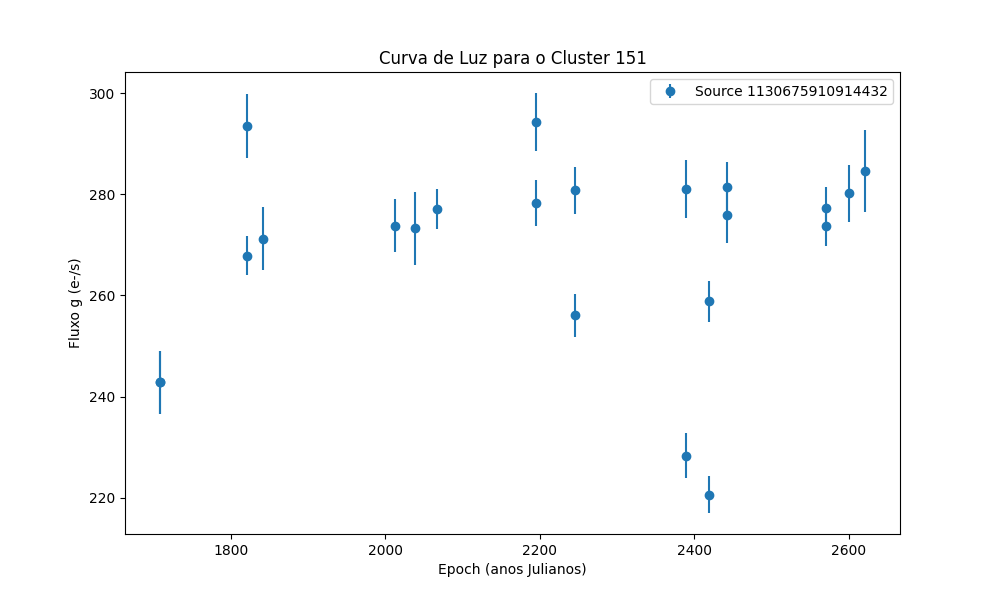 Curva de Luz para o Cluster 151
Source 1130675910914432
Fluxo g (e-/s)
300
280
260
240
220
1800
2000
2200
2400
2600
Epoch (anos Julianos)